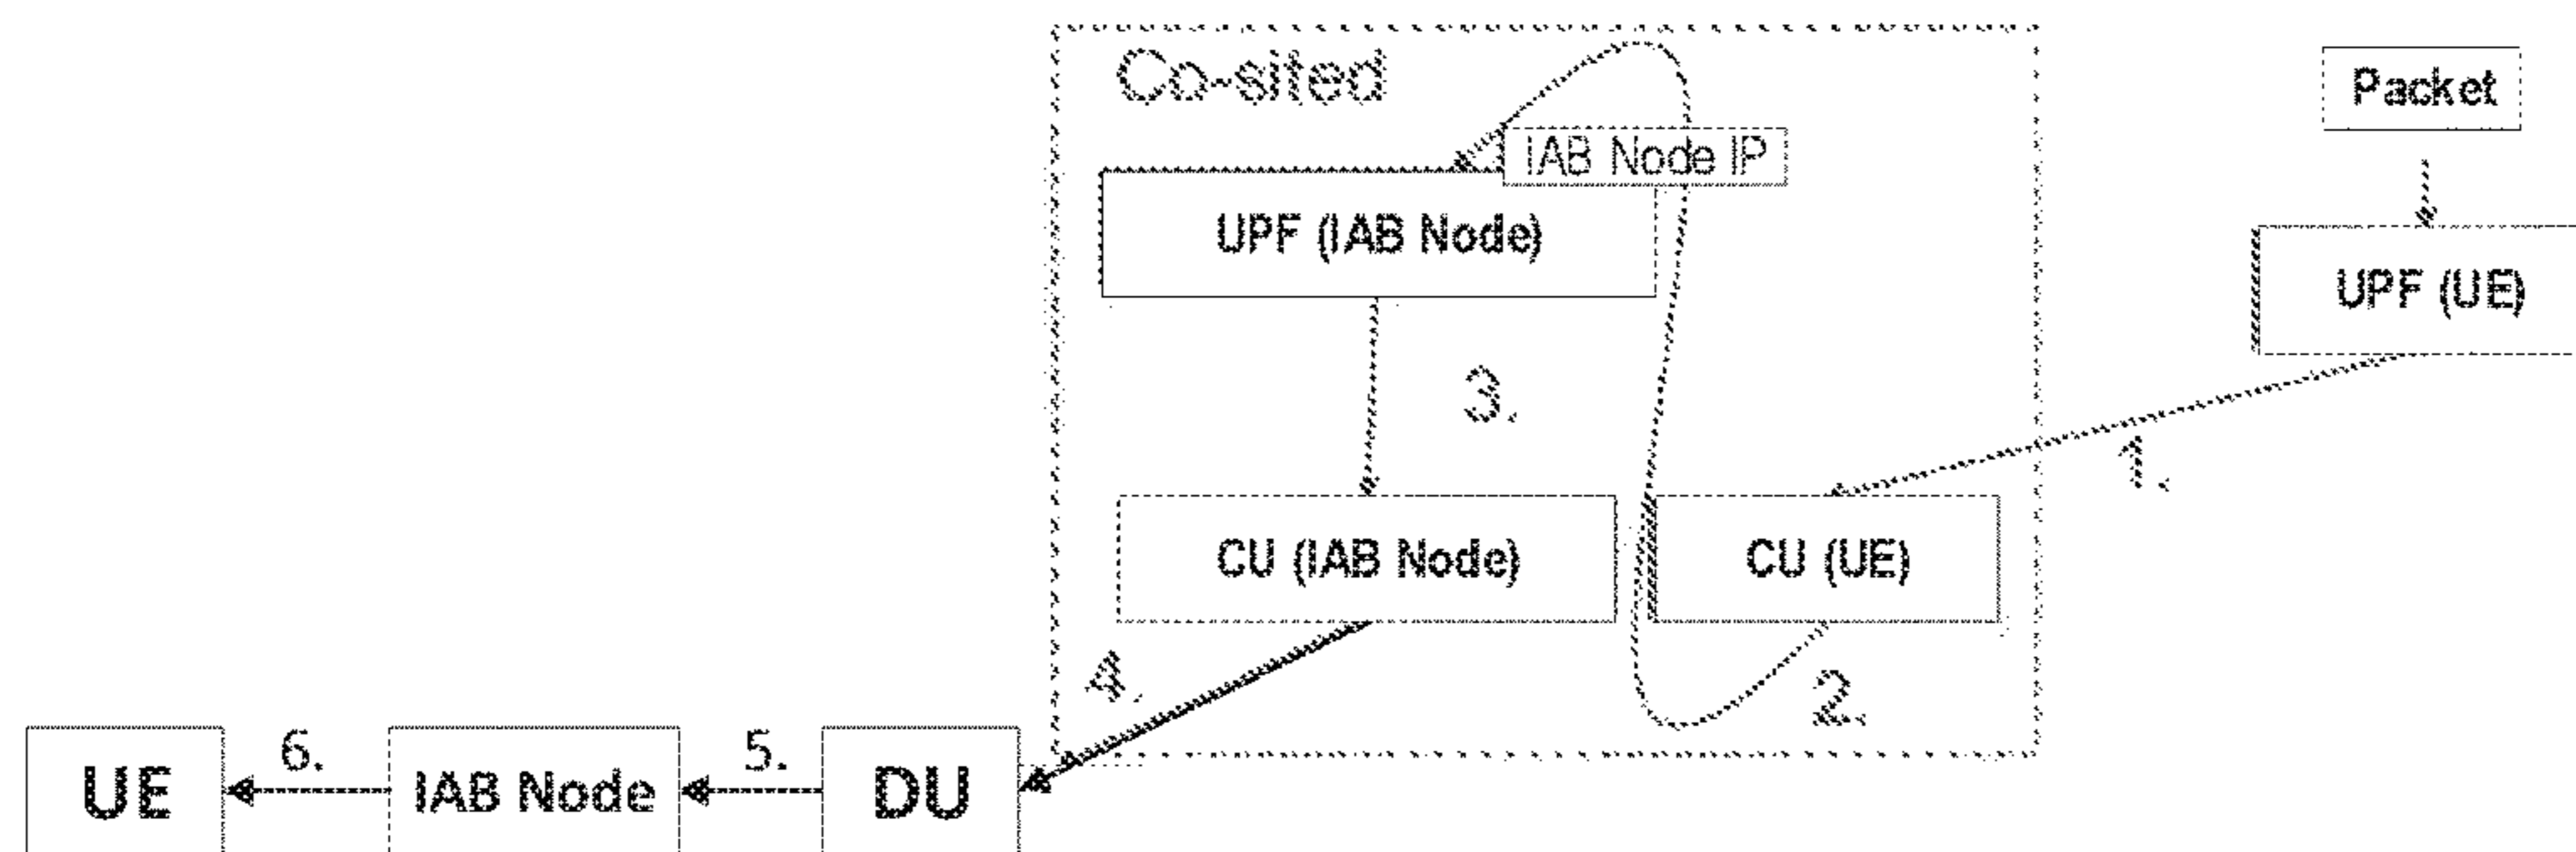 Co-sited
Packet
IAB Node IP
UPF (IAB Node)
UPF (UE)
3.
1.
CU (IAB Node)
CU (UE)
4.
2.
6.
5.
UE
IAB Node
DU